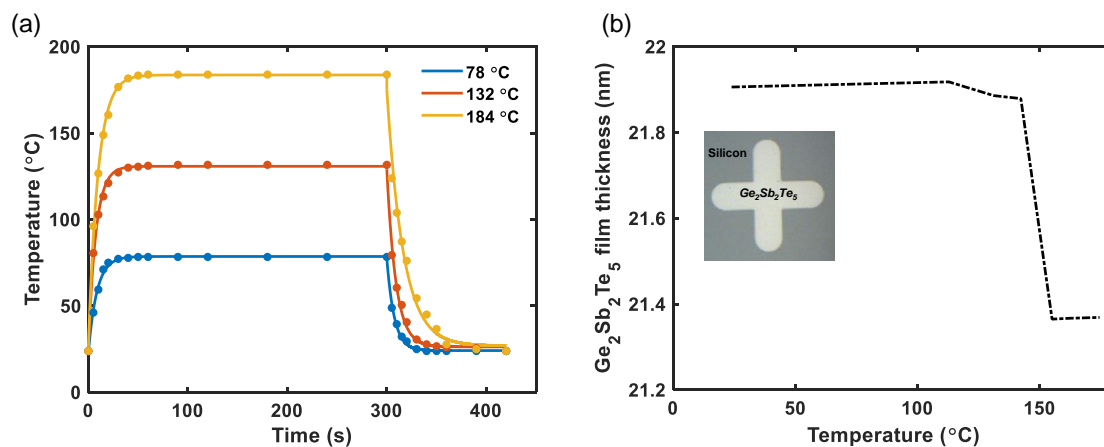 (a)
200
150
100
50
0
Temperature (°C)
78 °C
132 °C
184 °C
0 100 200 300 400
Time (s)
(b)
22
21.8
21.6
21.4
21.2
Ge2Sb2Te5 film thickness (nm)
Silicon
Ge2Sb2Te5
0 50 100 150
Temperature (°C)